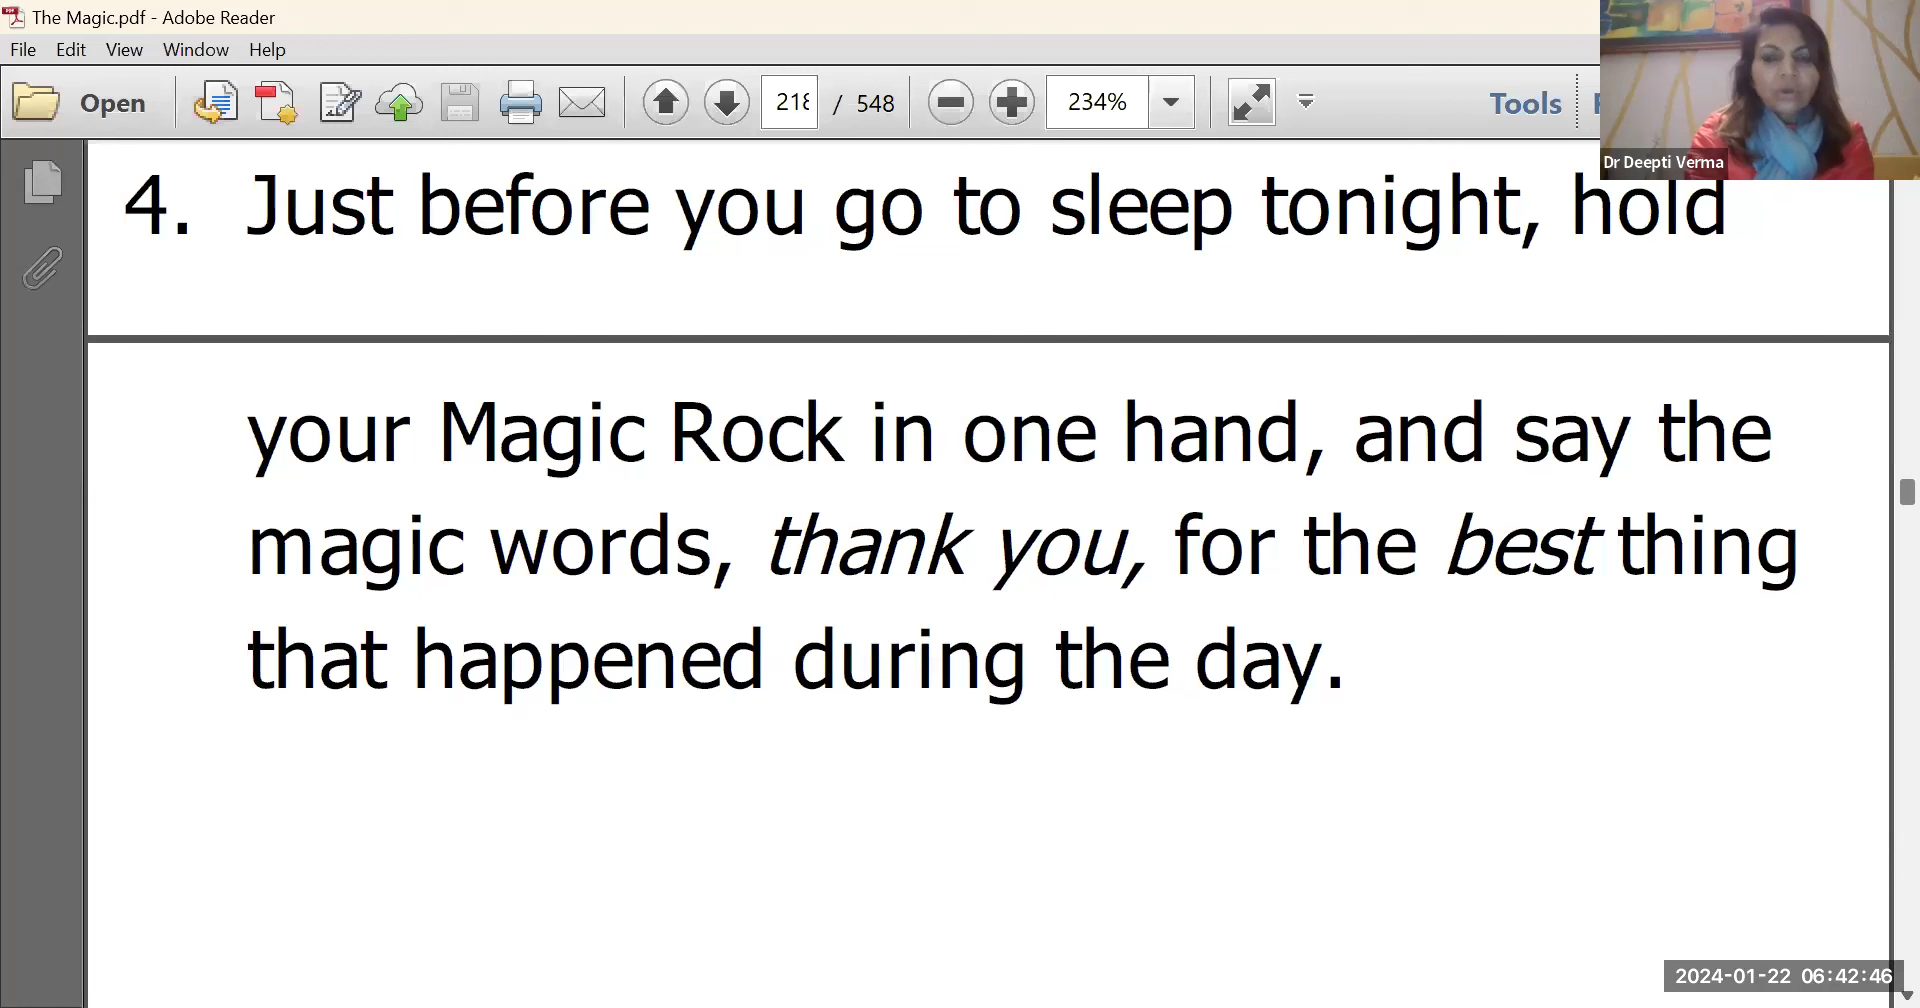 The Magic.pdf - Adobe Reader
File Edit View Window Help
Open 218 / 548 234% Tools
Dr Deepti Verma
4. Just before you go to sleep tonight, hold
your Magic Rock in one hand, and say the
magic words, thank you, for the best thing
that happened during the day.
2024-01-22 06:42:46